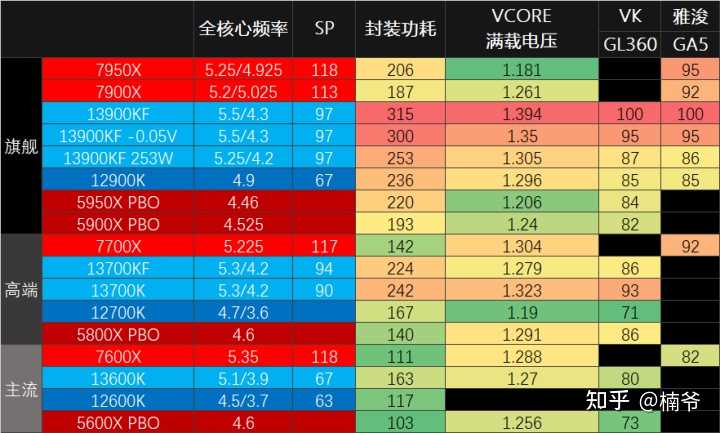 全核心频率 SP 封装功耗 VCORE 满载电压 VK GL360 雅浚 GA5
旗舰
7950X 5.25/4.925 118 206 1.181 95
7900X 5.2/5.025 113 187 1.261 92
13900KF 5.5/4.3 97 315 1.394 100 100
13900KF -0.05V 5.5/4.3 97 300 1.35 95 95
13900KF 253W 5.25/4.2 97 253 1.305 87 86
12900K 4.9 67 236 1.296 85 85
5950X PBO 4.46 220 1.206 84
5900X PBO 4.525 193 1.24 82
高端
7700X 5.225 117 142 1.304 92
13700KF 5.3/4.2 94 224 1.279 86
13700K 5.3/4.2 90 242 1.323 93
12700K 4.7/3.6 167 1.19 71
5800X PBO 4.6 140 1.291 86
主流
7600X 5.35 118 111 1.288 82
13600K 5.1/3.9 67 163 1.27 80
12600K 4.5/3.7 63 117
5600X PBO 4.6 103 1.256 73
知乎 @楠爷